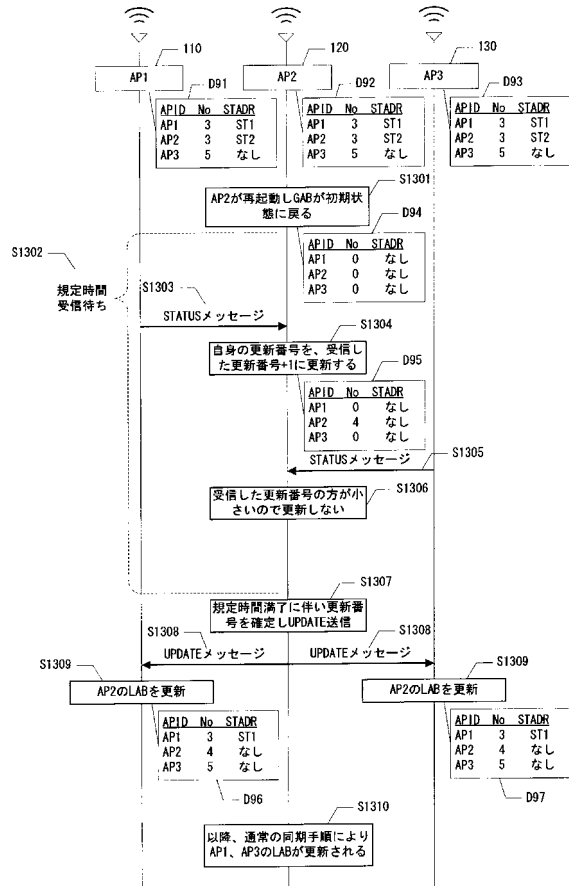 110
120
130
AP1
AP2
AP3
D91
D92
D93
APID No STADR
AP1 3 ST1
AP2 3 ST2
AP3 5 なし
APID No STADR
AP1 3 ST1
AP2 3 ST2
AP3 5 なし
APID No STADR
AP1 3 ST1
AP2 3 ST2
AP3 5 なし
S1301
AP2が再起動しGABが初期状
態に戻る
D94
APID No STADR
AP1 0 なし
AP2 0 なし
AP3 0 なし
S1302
規定時間
受信待ち
S1303
STATUSメッセージ
S1304
自身の更新番号を、受信し
た更新番号+1に更新する
D95
APID No STADR
AP1 0 なし
AP2 4 なし
AP3 0 なし
S1305
STATUSメッセージ
S1306
受信した更新番号の方が小
さいので更新しない
S1307
規定時間満了に伴い更新番
号を確定しUPDATE送信
S1308
S1308
UPDATEメッセージ
UPDATEメッセージ
S1309
S1309
AP2のLABを更新
AP2のLABを更新
APID No STADR
AP1 3 ST1
AP2 4 なし
AP3 5 なし
D96
APID No STADR
AP1 3 ST1
AP2 4 なし
AP3 5 なし
D97
S1310
以降、通常の同期手順により
AP1、AP3のLABが更新される